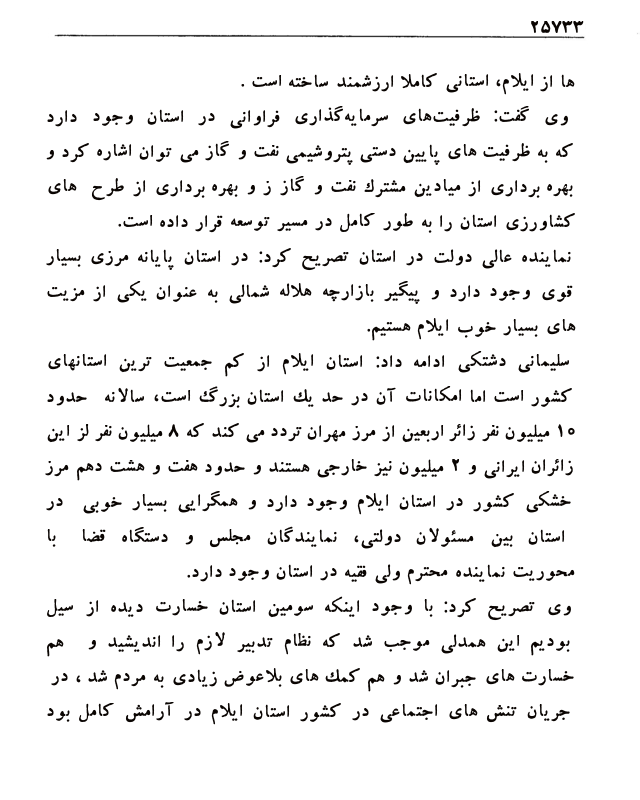 ۲۵۷۳۳
ها از ایلام، استانی کاملا ارزشمند ساخته است .
وی گفت: ظرفیت‌های سرمایه‌گذاری فراوانی در استان وجود دارد
که به ظرفیت های پایین دستی پتروشیمی نفت و گاز می توان اشاره کرد و
بهره برداری از میادین مشترك نفت و گاز ز و بهره برداری از طرح های
کشاورزی استان را به طور کامل در مسیر توسعه قرار داده است.
نماینده عالی دولت در استان تصریح کرد: در استان پایانه مرزی بسیار
قوی وجود دارد و پیگیر بازارچه هلاله شمالی به عنوان یکی از مزیت
های بسیار خوب ایلام هستیم.
سلیمانی دشتکی ادامه داد: استان ایلام از کم جمعیت ترین استانهای
کشور است اما امکانات آن در حد یك استان بزرگ است، سالانه حدود
۱۰ میلیون نفر زائر اربعین از مرز مهران تردد می کند که ۸ میلیون نفر لز این
زائران ایرانی و ۲ میلیون نیز خارجی هستند و حدود هفت و هشت دهم مرز
خشکی کشور در استان ایلام وجود دارد و همگرایی بسیار خوبی در
استان بین مسئولان دولتی، نمایندگان مجلس و دستگاه قضا با
محوریت نماینده محترم ولی فقیه در استان وجود دارد.
وی تصریح کرد: با وجود اینکه سومین استان خسارت دیده از سیل
بودیم این همدلی موجب شد که نظام تدبیر لازم را اندیشید و هم
خسارت های جبران شد و هم کمك های بلاعوض زیادی به مردم شد ، در
جریان تنش های اجتماعی در کشور استان ایلام در آرامش کامل بود